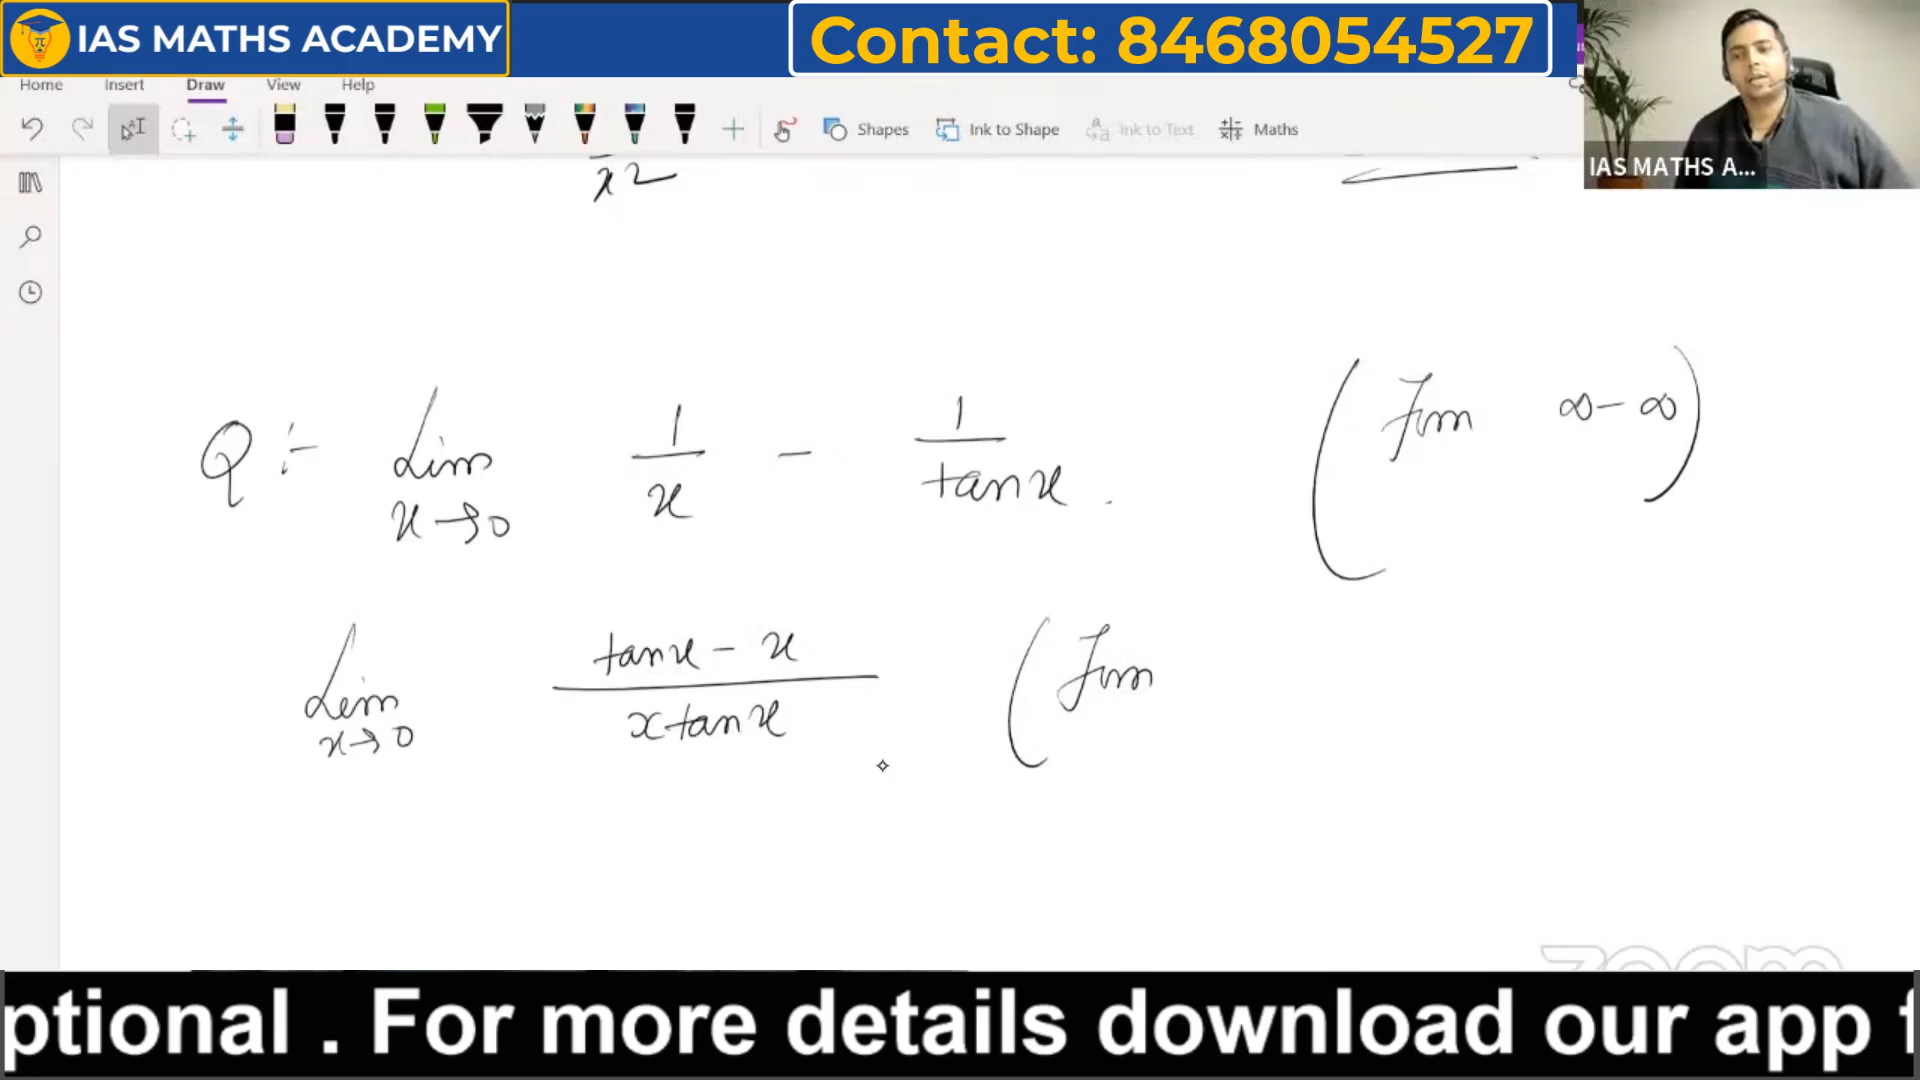 IAS MATHS ACADEMY
Contact: 8468054527
Home Insert Draw View Help
Shapes Ink to Shape Ink to Text Maths
IAS MATHS A...
x2
Q :- Lim x→0 1/x - 1/tanx . (Form ∞-∞)
Lim x→0 tanx - x / x tanx (Form
zoom
ptional . For more details download our app f